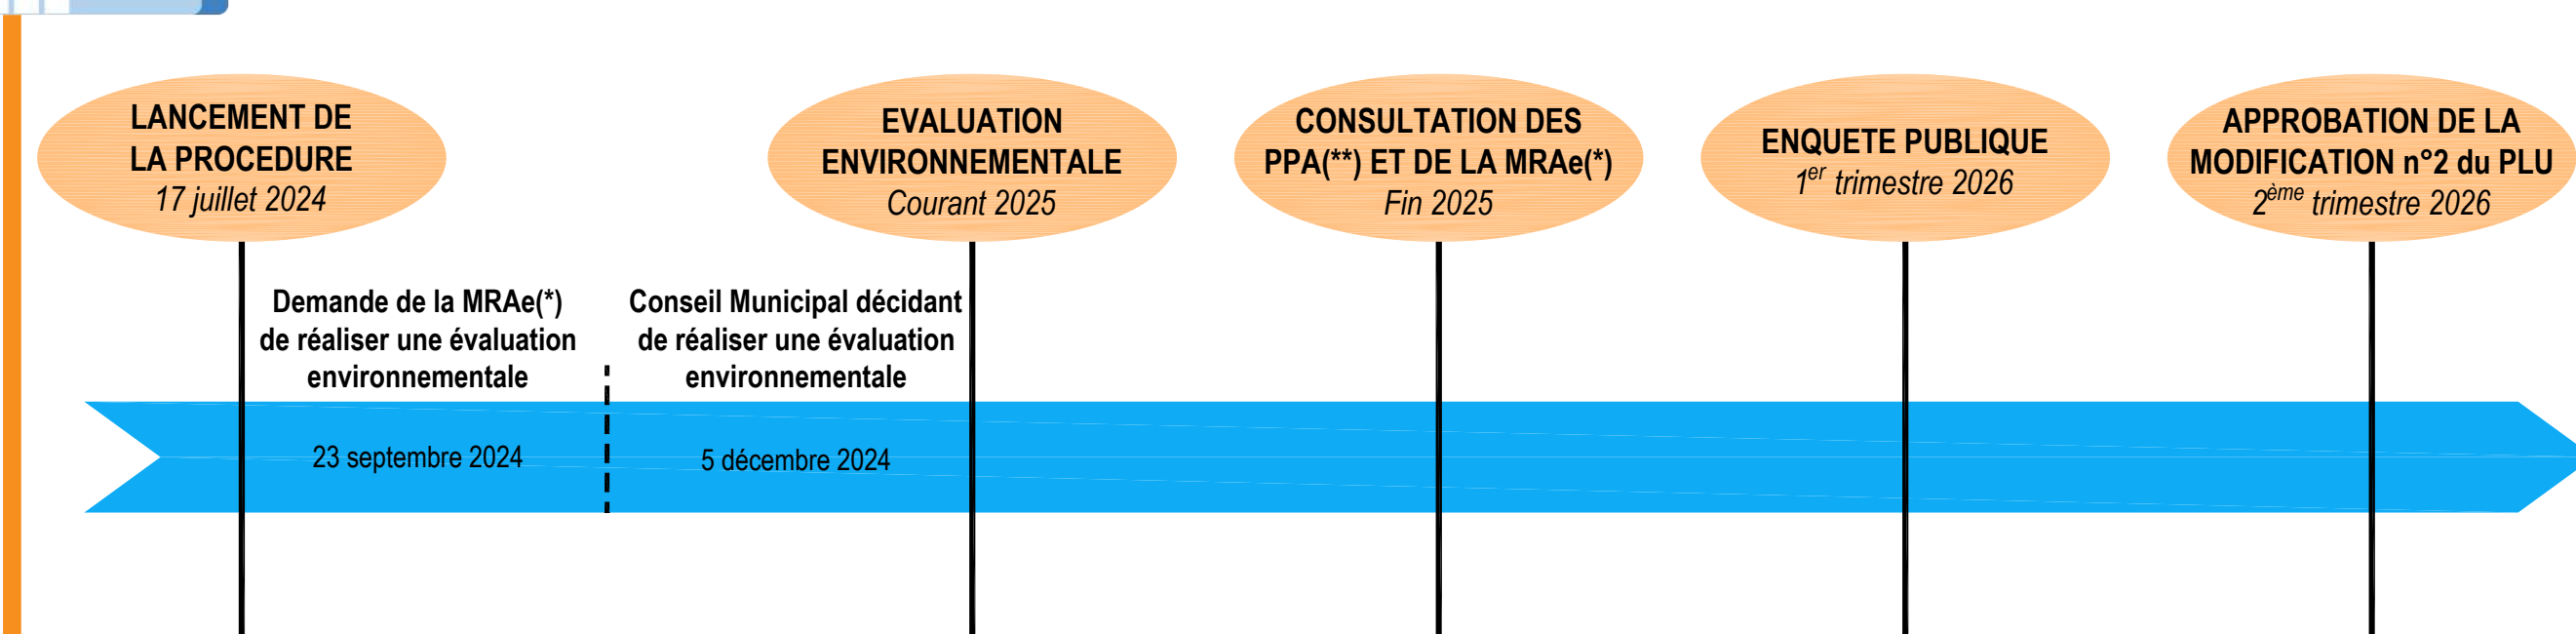 LANCEMENT DE
LA PROCEDURE
17 juillet 2024
EVALUATION
ENVIRONNEMENTALE
Courant 2025
CONSULTATION DES
PPA(**) ET DE LA MRAe(*)
Fin 2025
ENQUETE PUBLIQUE
1er trimestre 2026
APPROBATION DE LA
MODIFICATION n°2 du PLU
2ème trimestre 2026
Demande de la MRAe(*)
de réaliser une évaluation
environnementale
Conseil Municipal décidant
de réaliser une évaluation
environnementale
23 septembre 2024
5 décembre 2024